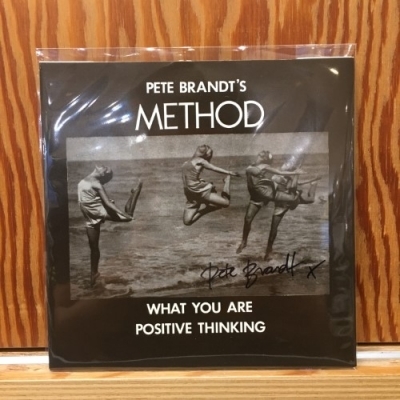 PETE BRANDT'S
METHOD
Pete Brandt x
WHAT YOU ARE
POSITIVE THINKING